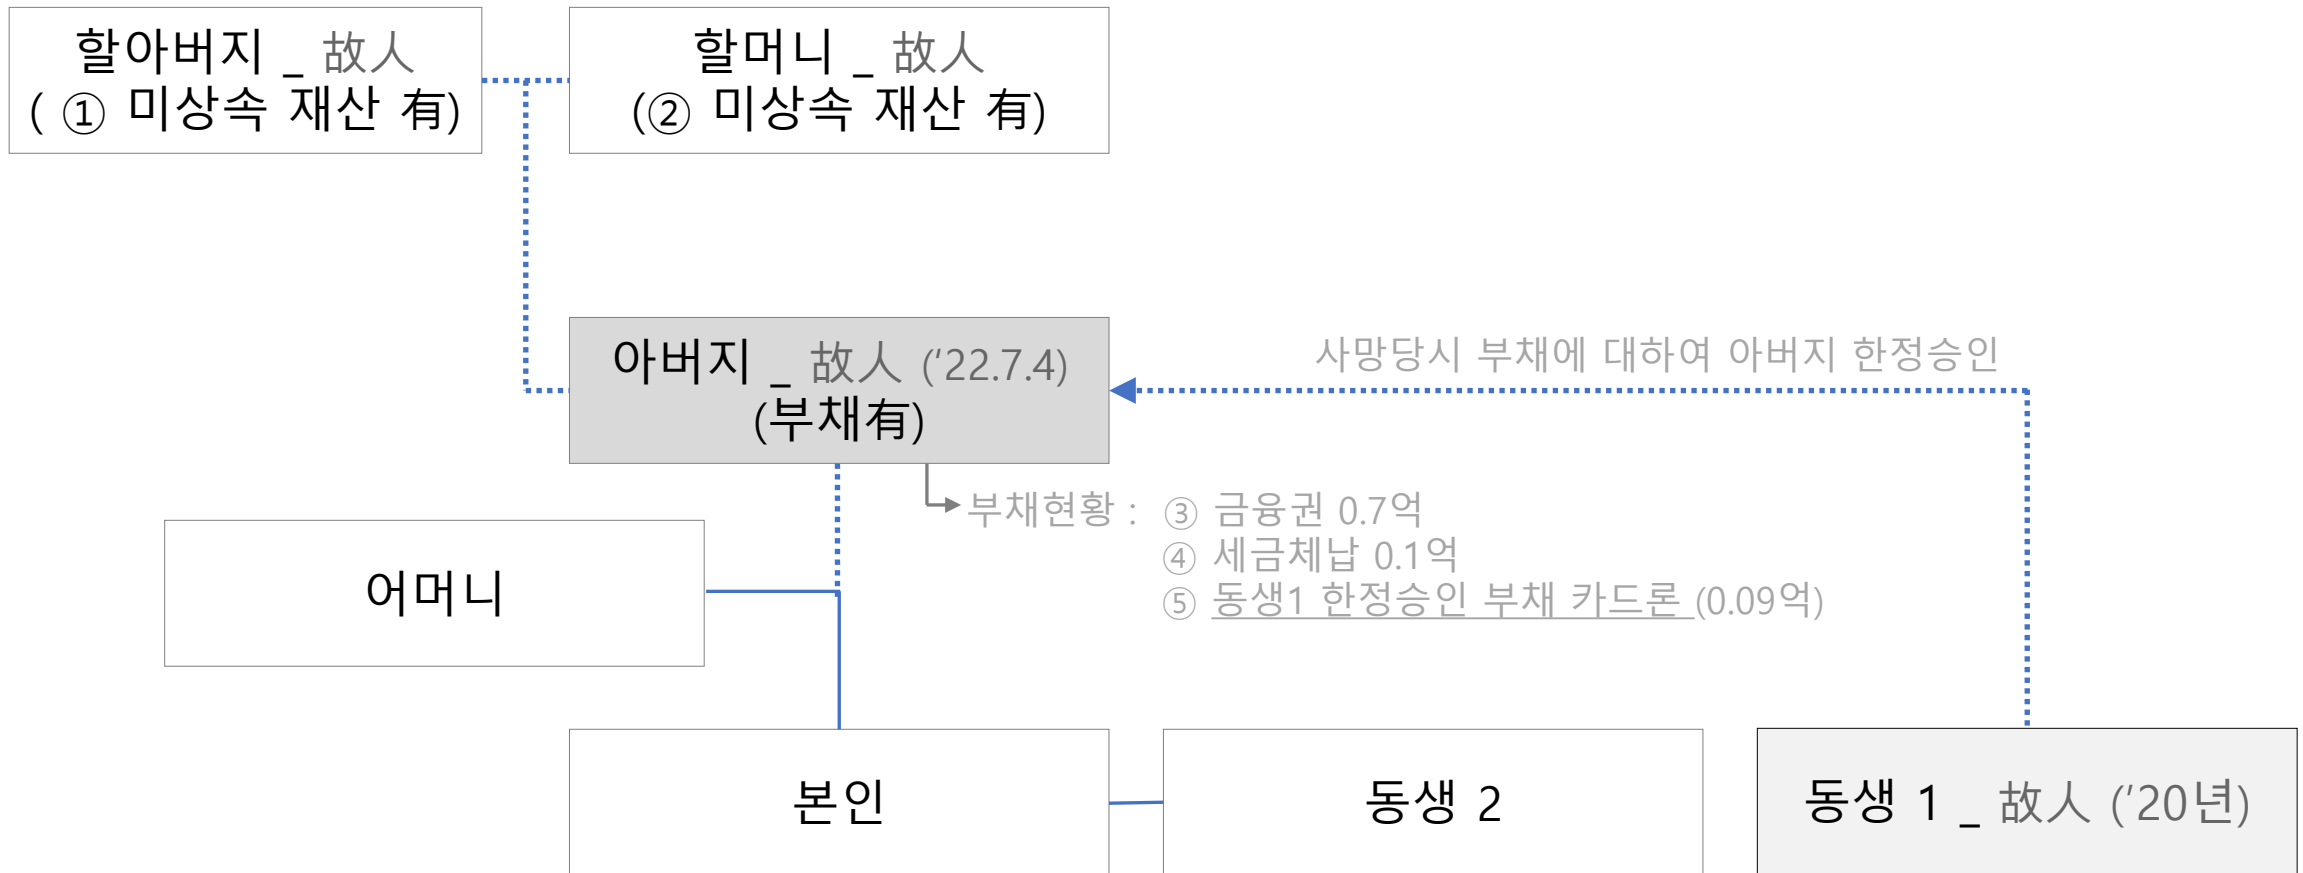 할아버지 _ 故人
( ① 미상속 재산 有)
할머니 _ 故人
(② 미상속 재산 有)
아버지 _ 故人 (‘22.7.4)
(부채有)
사망당시 부채에 대하여 아버지 한정승인
부채현황 : ③ 금융권 0.7억
④ 세금체납 0.1억
⑤ 동생1 한정승인 부채 카드론 (0.09억)
어머니
본인
동생 2
동생 1 _ 故人 (‘20년)